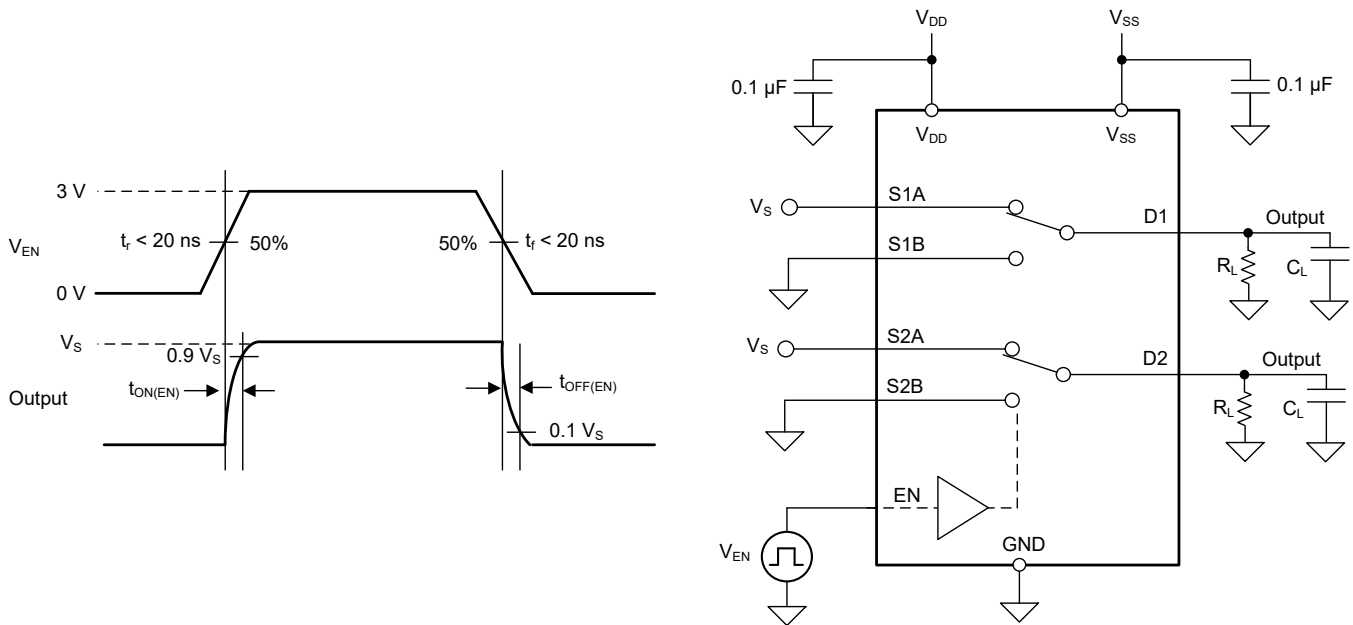 3 V
V_EN
t_r < 20 ns
50%
50%
t_f < 20 ns
0 V
V_S
0.9 V_S
t_ON(EN)
t_OFF(EN)
Output
0.1 V_S
V_DD
V_SS
0.1 µF
0.1 µF
V_DD
V_SS
V_S
S1A
D1
Output
S1B
R_L
C_L
V_S
S2A
D2
Output
S2B
R_L
C_L
EN
V_EN
GND